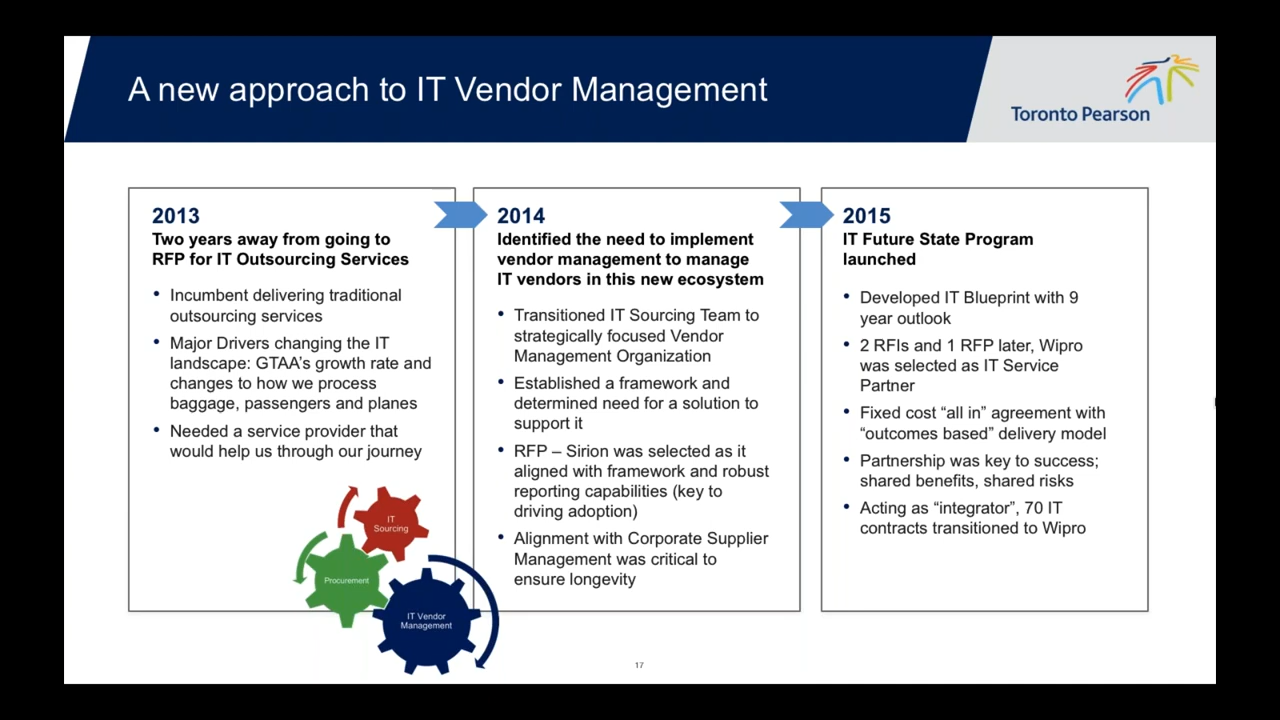 A new approach to IT Vendor Management
Toronto Pearson
2013
Two years away from going to
RFP for IT Outsourcing Services
• Incumbent delivering traditional
outsourcing services
• Major Drivers changing the IT
landscape: GTAA's growth rate and
changes to how we process
baggage, passengers and planes
• Needed a service provider that
would help us through our journey
IT
Sourcing
Procurement
IT Vendor
Management
2014
Identified the need to implement
vendor management to manage
IT vendors in this new ecosystem
• Transitioned IT Sourcing Team to
strategically focused Vendor
Management Organization
• Established a framework and
determined need for a solution to
support it
• RFP – Sirion was selected as it
aligned with framework and robust
reporting capabilities (key to
driving adoption)
• Alignment with Corporate Supplier
Management was critical to
ensure longevity
2015
IT Future State Program
launched
• Developed IT Blueprint with 9
year outlook
• 2 RFIs and 1 RFP later, Wipro
was selected as IT Service
Partner
• Fixed cost “all in” agreement with
“outcomes based” delivery model
• Partnership was key to success;
shared benefits, shared risks
• Acting as “integrator”, 70 IT
contracts transitioned to Wipro
17